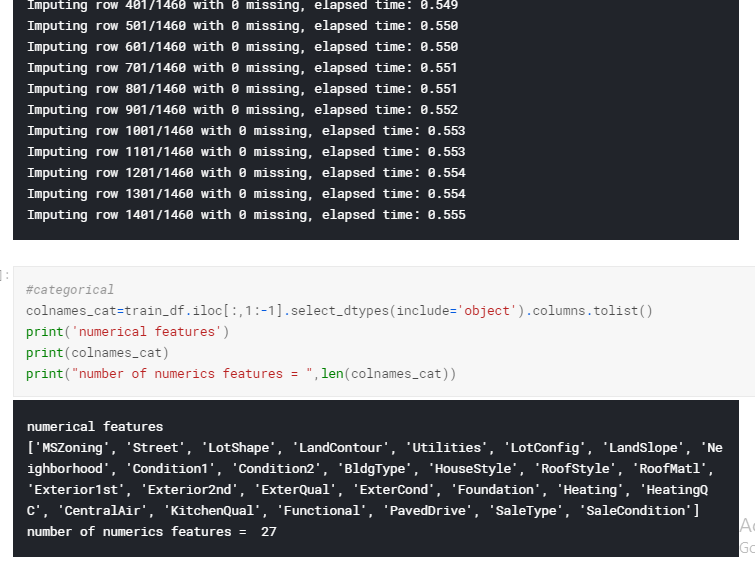 Imputing row 401/1460 with 0 missing, elapsed time: 0.549
Imputing row 501/1460 with 0 missing, elapsed time: 0.550
Imputing row 601/1460 with 0 missing, elapsed time: 0.550
Imputing row 701/1460 with 0 missing, elapsed time: 0.551
Imputing row 801/1460 with 0 missing, elapsed time: 0.551
Imputing row 901/1460 with 0 missing, elapsed time: 0.552
Imputing row 1001/1460 with 0 missing, elapsed time: 0.553
Imputing row 1101/1460 with 0 missing, elapsed time: 0.553
Imputing row 1201/1460 with 0 missing, elapsed time: 0.554
Imputing row 1301/1460 with 0 missing, elapsed time: 0.554
Imputing row 1401/1460 with 0 missing, elapsed time: 0.555
]:
#categorical
colnames_cat=train_df.iloc[:,1:-1].select_dtypes(include='object').columns.tolist()
print('numerical features')
print(colnames_cat)
print("number of numerics features = ",len(colnames_cat))
numerical features
['MSZoning', 'Street', 'LotShape', 'LandContour', 'Utilities', 'LotConfig', 'LandSlope', 'Ne
ighborhood', 'Condition1', 'Condition2', 'BldgType', 'HouseStyle', 'RoofStyle', 'RoofMatl',
'Exterior1st', 'Exterior2nd', 'ExterQual', 'ExterCond', 'Foundation', 'Heating', 'HeatingQ
C', 'CentralAir', 'KitchenQual', 'Functional', 'PavedDrive', 'SaleType', 'SaleCondition']
number of numerics features =  27